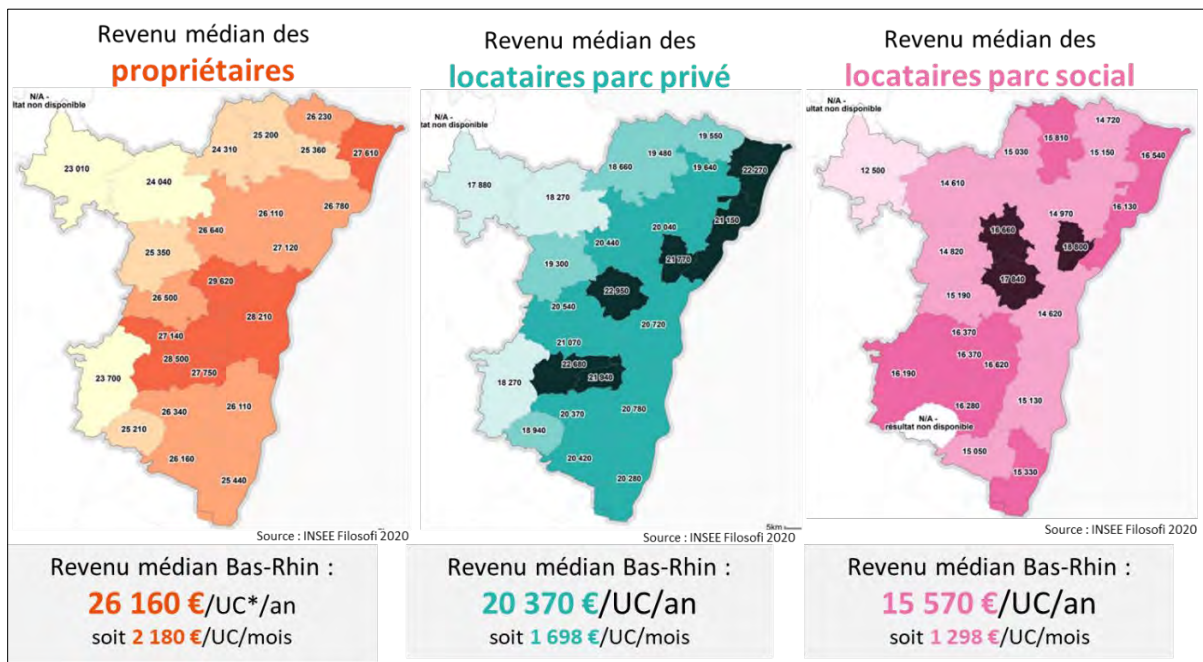 Revenu médian des
propriétaires
N/A -
ltat non disponible
26 230
25 200
24 310
25 360
27 610
23 010
24 040
26 780
26 110
26 640
27 120
25 350
29 620
26 500
28 210
27 140
28 500
27 750
23 700
26 110
26 340
25 210
26 160
25 440
Source : INSEE Filosofi 2020
Revenu médian Bas-Rhin :
26 160 €/UC*/an
soit 2 180 €/UC/mois
Revenu médian des
locataires parc privé
N/A -
tat non disponible
19 550
19 480
18 660
19 640
22 270
17 880
18 270
21 150
20 040
20 440
21 770
19 300
22 950
20 540
20 720
21 070
22 680
21 940
18 270
20 780
20 370
18 940
20 420
20 280
5km
Source : INSEE Filosofi 2020
Revenu médian Bas-Rhin :
20 370 €/UC/an
soit 1 698 €/UC/mois
Revenu médian des
locataires parc social
N/A -
sultat non disponible
14 720
15 810
15 030
15 150
16 540
12 500
14 610
16 130
14 970
16 660
18 800
14 820
17 840
15 190
14 620
16 370
16 370
16 620
16 190
15 130
16 280
N/A -
résultat non disponible
15 050
15 330
Source : INSEE Filosofi 2020
Revenu médian Bas-Rhin :
15 570 €/UC/an
soit 1 298 €/UC/mois